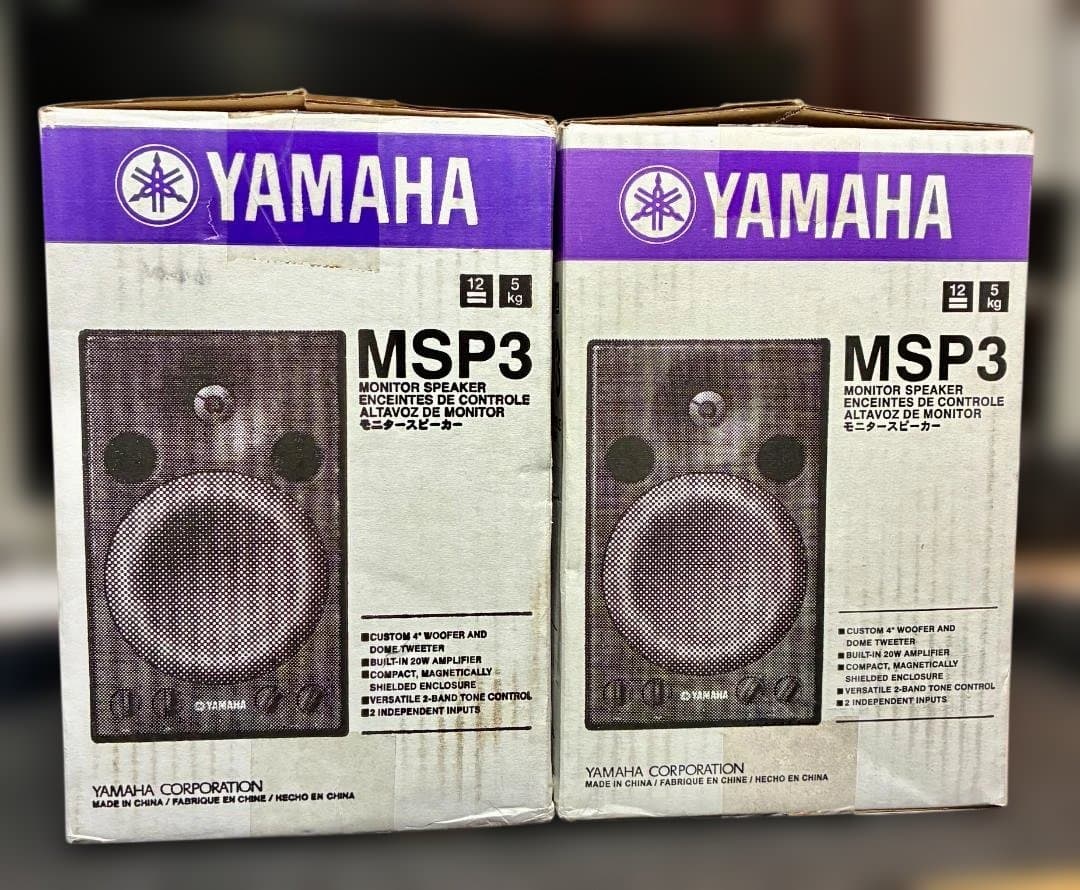 YAMAHA
12
5
kg
MSP3
MONITOR SPEAKER
ENCEINTES DE CONTROLE
ALTAVOZ DE MONITOR
モニタースピーカー
■CUSTOM 4" WOOFER AND
DOME TWEETER
■BUILT-IN 20W AMPLIFIER
■COMPACT, MAGNETICALLY
SHIELDED ENCLOSURE
■VERSATILE 2-BAND TONE CONTROL
■2 INDEPENDENT INPUTS
YAMAHA
YAMAHA CORPORATION
MADE IN CHINA / FABRIQUE EN CHINE / HECHO EN CHINA
YAMAHA
12
5
kg
MSP3
MONITOR SPEAKER
ENCEINTES DE CONTROLE
ALTAVOZ DE MONITOR
モニタースピーカー
■CUSTOM 4" WOOFER AND
DOME TWEETER
■BUILT-IN 20W AMPLIFIER
■COMPACT, MAGNETICALLY
SHIELDED ENCLOSURE
■VERSATILE 2-BAND TONE CONTROL
■2 INDEPENDENT INPUTS
YAMAHA
YAMAHA CORPORATION
MADE IN CHINA / FABRIQUE EN CHINE / HECHO EN CHINA